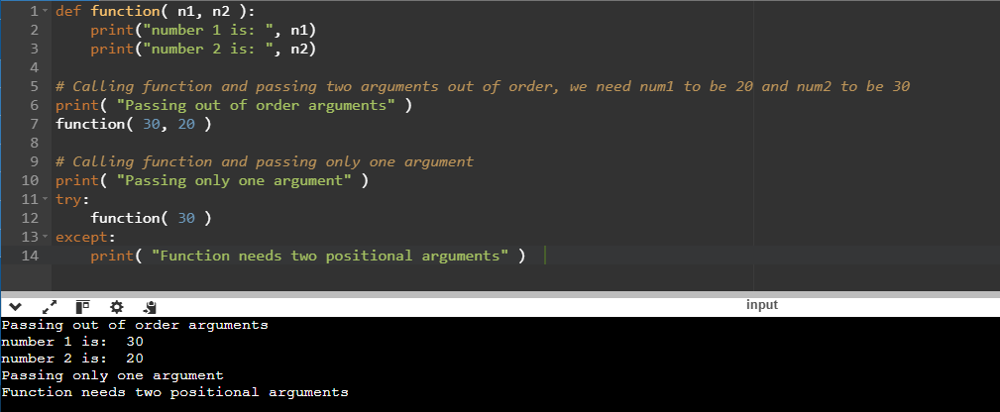 1 def function( n1, n2 ):
2     print("number 1 is: ", n1)
3     print("number 2 is: ", n2)
4
5 # Calling function and passing two arguments out of order, we need num1 to be 20 and num2 to be 30
6 print( "Passing out of order arguments" )
7 function( 30, 20 )
8
9 # Calling function and passing only one argument
10 print( "Passing only one argument" )
11 try:
12     function( 30 )
13 except:
14     print( "Function needs two positional arguments" )
input
Passing out of order arguments
number 1 is:  30
number 2 is:  20
Passing only one argument
Function needs two positional arguments